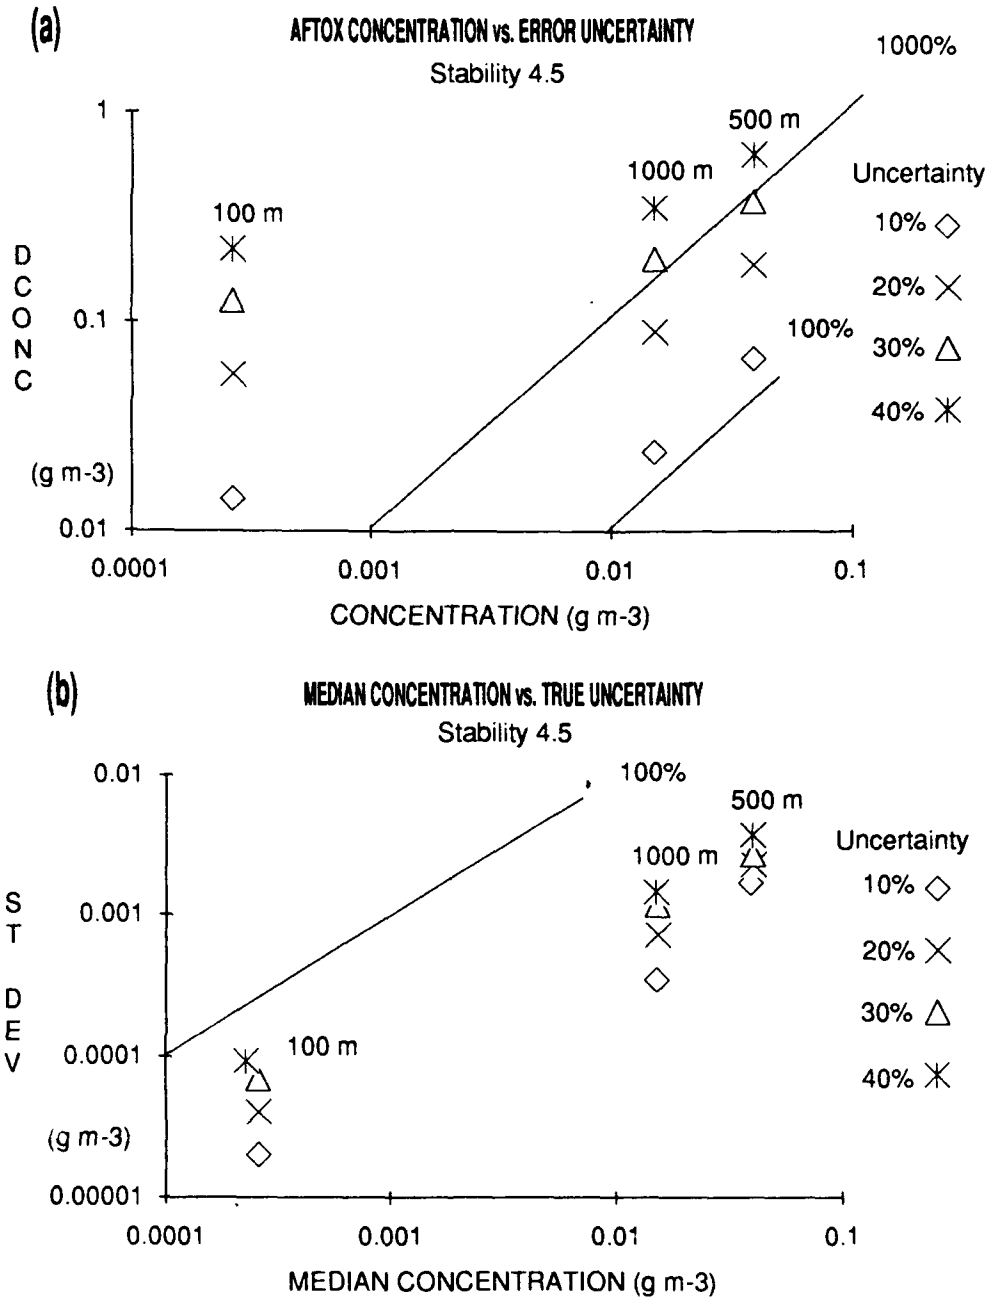 (a)
AFTOX CONCENTRATION vs. ERROR UNCERTAINTY
Stability 4.5
1000%
1
500 m
1000 m
Uncertainty
100 m
10%
D
C
O
N
C
20%
0.1
100%
30%
40%
(g m-3)
0.01
0.0001
0.001
0.01
0.1
CONCENTRATION (g m-3)
(b)
MEDIAN CONCENTRATION vs. TRUE UNCERTAINTY
Stability 4.5
0.01
100%
500 m
Uncertainty
1000 m
10%
S
T
D
E
V
0.001
20%
30%
100 m
0.0001
40%
(g m-3)
0.00001
0.0001
0.001
0.01
0.1
MEDIAN CONCENTRATION (g m-3)